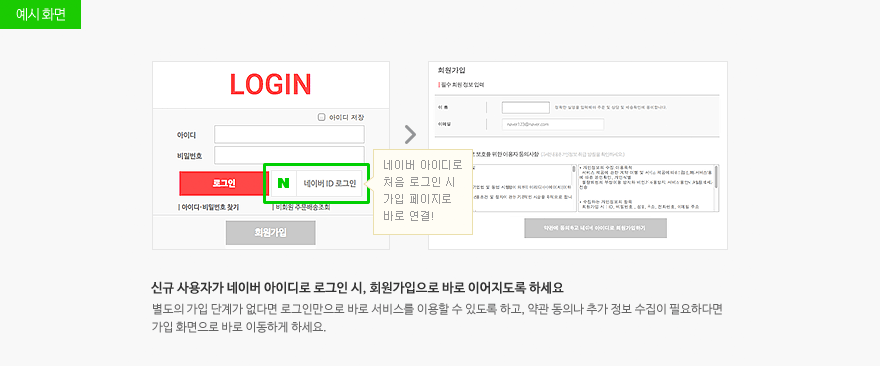 예시 화면
LOGIN
아이디 저장
아이디
비밀번호
로그인
N 네이버 ID 로그인
아이디·비밀번호 찾기
비회원 주문배송조회
회원가입
네이버 아이디로
처음 로그인 시
가입 페이지로
바로 연결!
회원가입
필수 회원 정보 입력
이 름
이메일
naver123@naver.com
보호를 위한 이용자 동의사항
약관에 동의하고 네이버 아이디로 회원가입하기
신규 사용자가 네이버 아이디로 로그인 시, 회원가입으로 바로 이어지도록 하세요
별도의 가입 단계가 없다면 로그인만으로 바로 서비스를 이용할 수 있도록 하고, 약관 동의나 추가 정보 수집이 필요하다면
가입 화면으로 바로 이동하게 하세요.